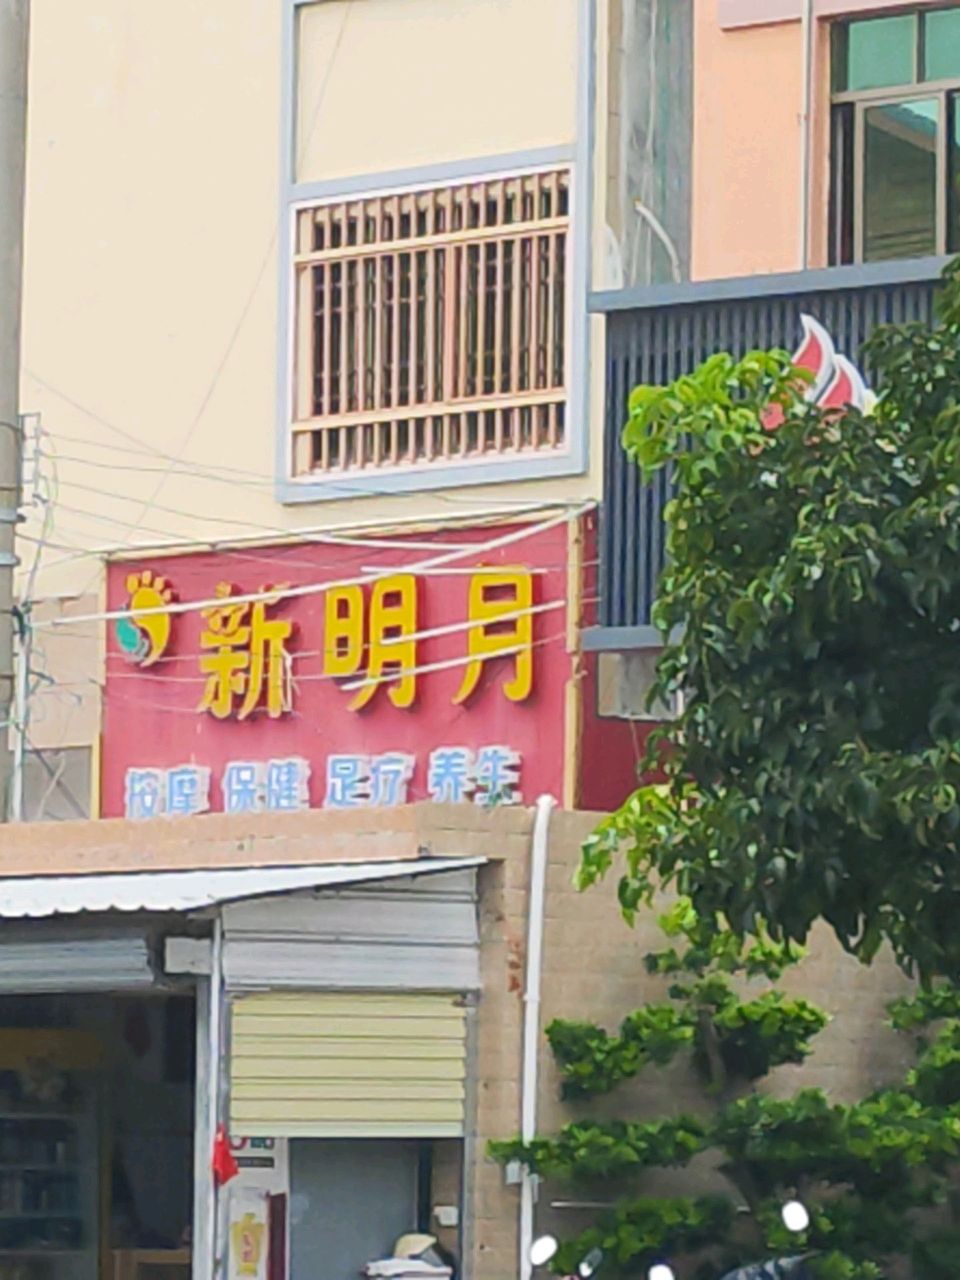 新明月
按摩 保健 足疗 养生